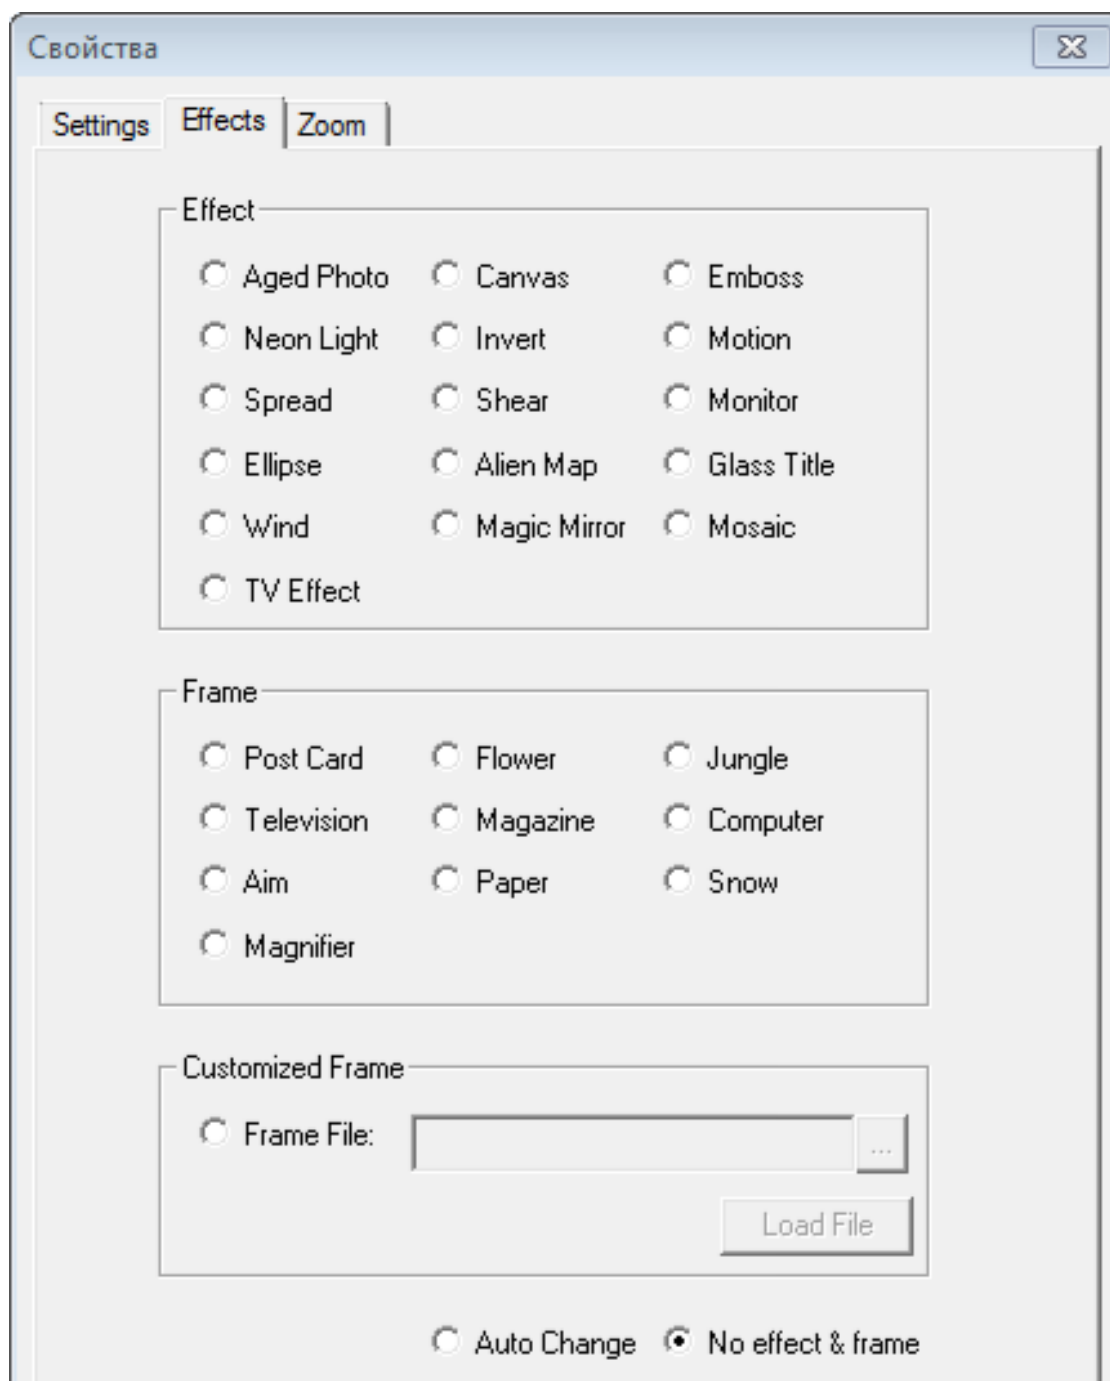 Свойства
Settings Effects Zoom
Effect
Aged Photo Canvas Emboss
Neon Light Invert Motion
Spread Shear Monitor
Ellipse Alien Map Glass Title
Wind Magic Mirror Mosaic
TV Effect
Frame
Post Card Flower Jungle
Television Magazine Computer
Aim Paper Snow
Magnifier
Customized Frame
Frame File: ...
Load File
Auto Change No effect & frame